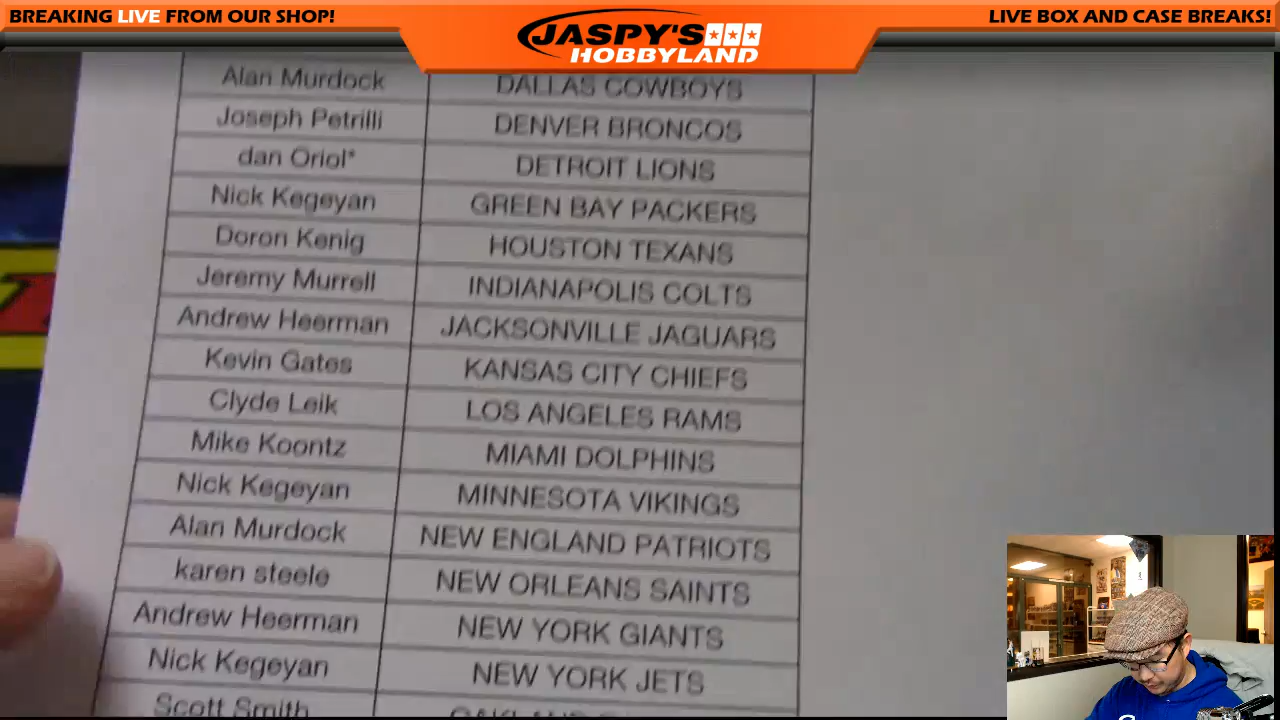 BREAKING LIVE FROM OUR SHOP!
JASPY'S
HOBBYLAND
LIVE BOX AND CASE BREAKS!
Alan Murdock DALLAS COWBOYS
Joseph Petrilli DENVER BRONCOS
dan Oriol* DETROIT LIONS
Nick Kegeyan GREEN BAY PACKERS
Doron Kenig HOUSTON TEXANS
Jeremy Murrell INDIANAPOLIS COLTS
Andrew Heerman JACKSONVILLE JAGUARS
Kevin Gates KANSAS CITY CHIEFS
Clyde Leik LOS ANGELES RAMS
Mike Koontz MIAMI DOLPHINS
Nick Kegeyan MINNESOTA VIKINGS
Alan Murdock NEW ENGLAND PATRIOTS
karen steele NEW ORLEANS SAINTS
Andrew Heerman NEW YORK GIANTS
Nick Kegeyan NEW YORK JETS
Scott Smith OAKLAND